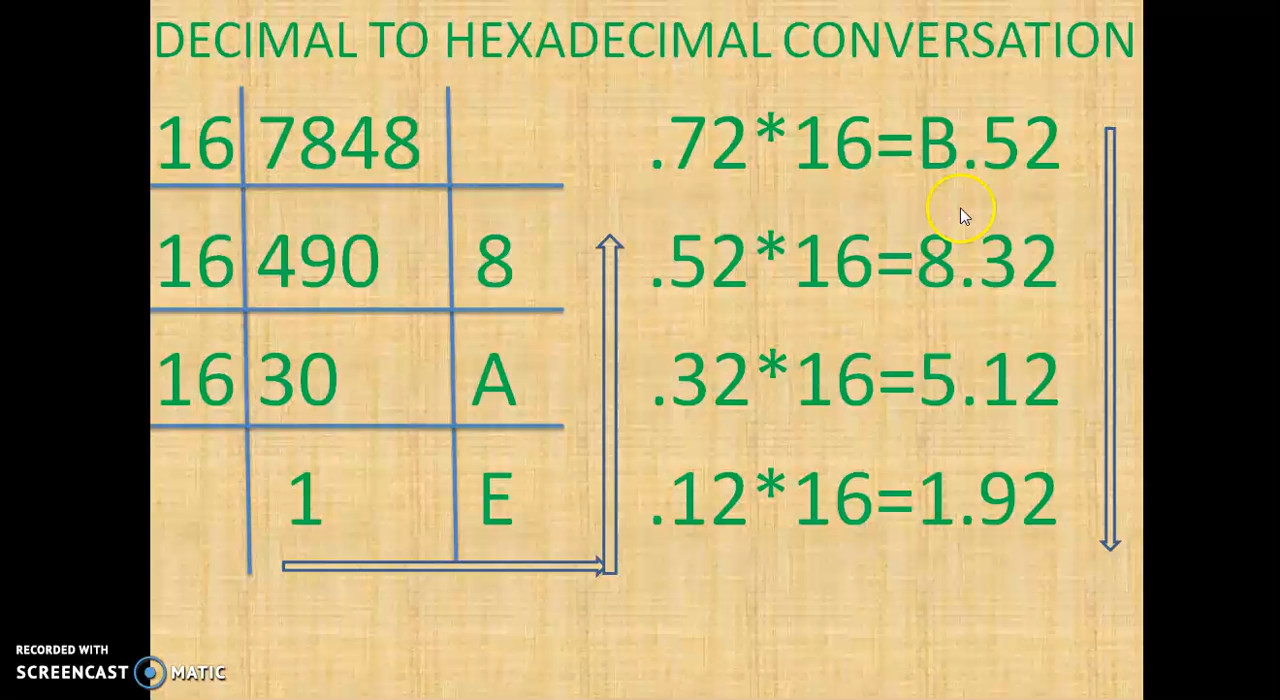 DECIMAL TO HEXADECIMAL CONVERSATION
16 7848
16 490 8
16 30 A
1 E
.72*16=B.52
.52*16=8.32
.32*16=5.12
.12*16=1.92
RECORDED WITH
SCREENCAST MATIC